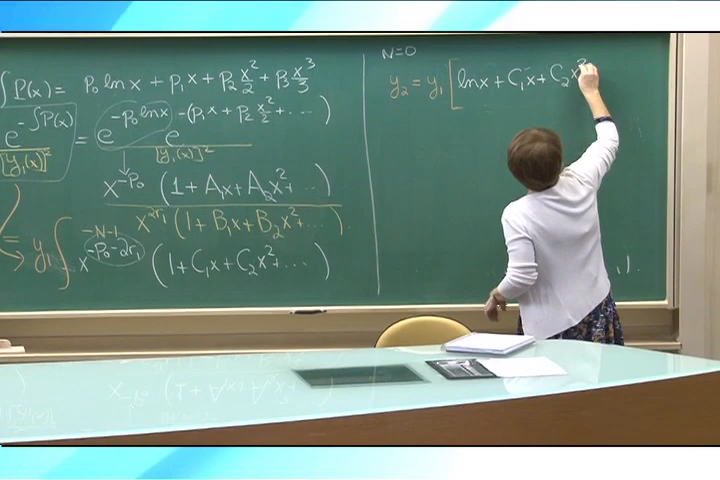 ∫P(x) = p₀ ln x + p₁x + p₂ x²/2 + p₃ x³/3
e^(-∫P(x)) / [y₁(x)]² = e^(-p₀ ln x) e^(-(p₁x + p₂ x²/2 + ...)) / [y₁(x)]²
x^(-p₀) (1 + A₁x + A₂x² + ...)
x^(2r₁) (1 + B₁x + B₂x² + ...)
-N-1
= y₁ ∫ x^(-p₀-2r₁) (1 + C₁x + C₂x² + ...)
N=0
y₂ = y₁ [ ln x + C₁x + C₂x²